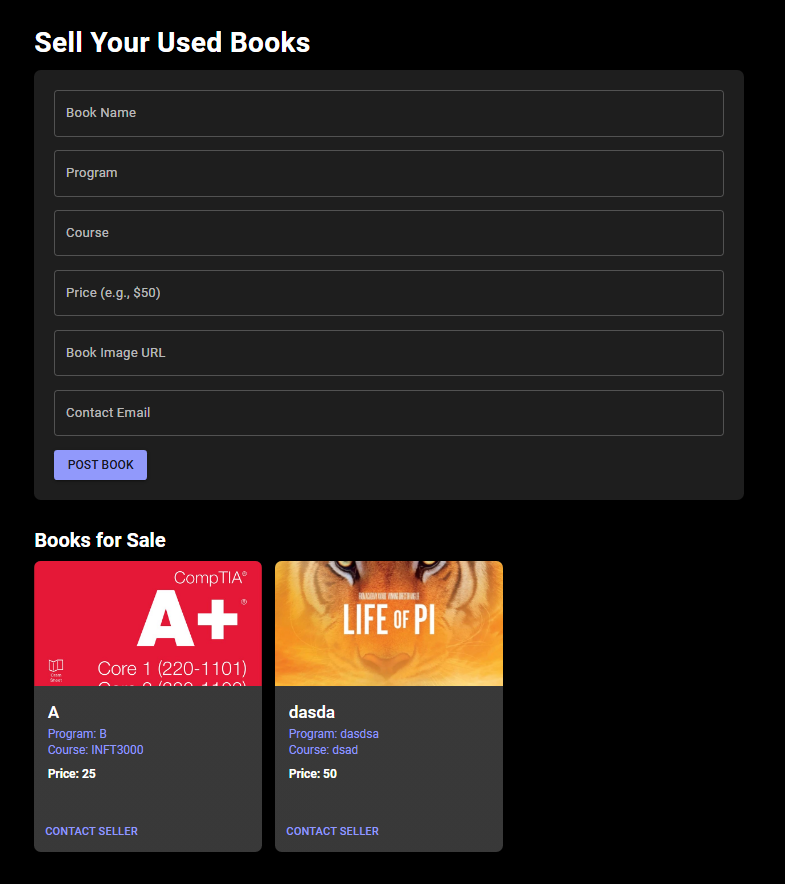 Sell Your Used Books
Book Name
Program
Course
Price (e.g., $50)
Book Image URL
Contact Email
POST BOOK
Books for Sale
CompTIA®
A+®
Core 1 (220-1101)
Cram
Sheet
LIFE OF PI
A
Program: B
Course: INFT3000
Price: 25
CONTACT SELLER
dasda
Program: dasdsa
Course: dsad
Price: 50
CONTACT SELLER